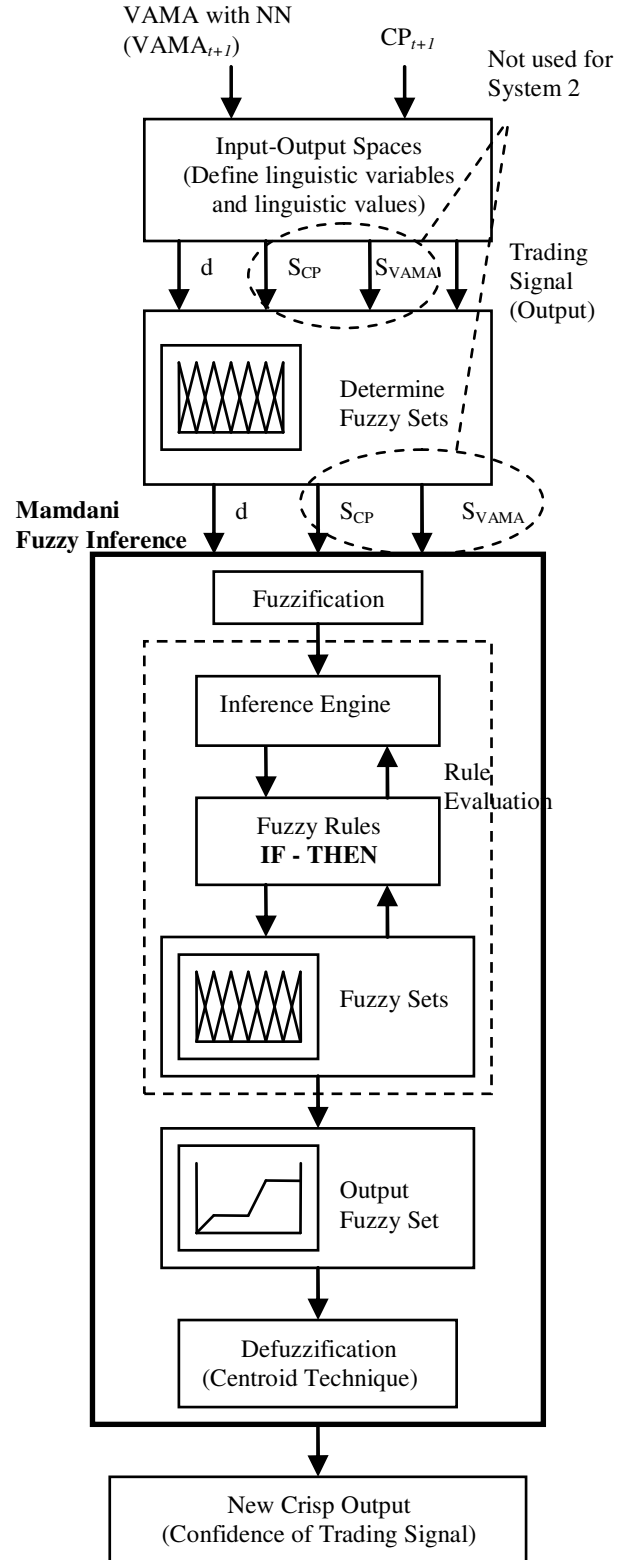 VAMA with NN
(VAMAt+1)
CPt+1
Not used for
System 2
Input-Output Spaces
(Define linguistic variables
and linguistic values)
d
SCP
SVAMA
Trading
Signal
(Output)
Determine
Fuzzy Sets
Mamdani
Fuzzy Inference
d
SCP
SVAMA
Fuzzification
Inference Engine
Rule
Evaluation
Fuzzy Rules
IF - THEN
Fuzzy Sets
Output
Fuzzy Set
Defuzzification
(Centroid Technique)
New Crisp Output
(Confidence of Trading Signal)